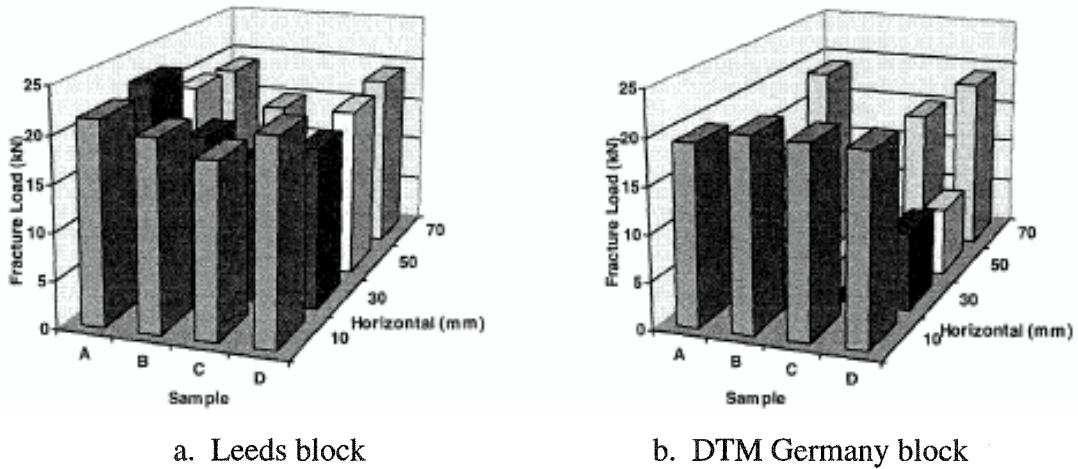 25
20
15
10
5
0
Fracture Load (kN)
A
B
C
D
Sample
10
30
50
70
Horizontal (mm)
a. Leeds block
25
20
15
10
5
0
Fracture Load (kN)
A
B
C
D
Sample
10
30
50
70
Horizontal (mm)
b. DTM Germany block